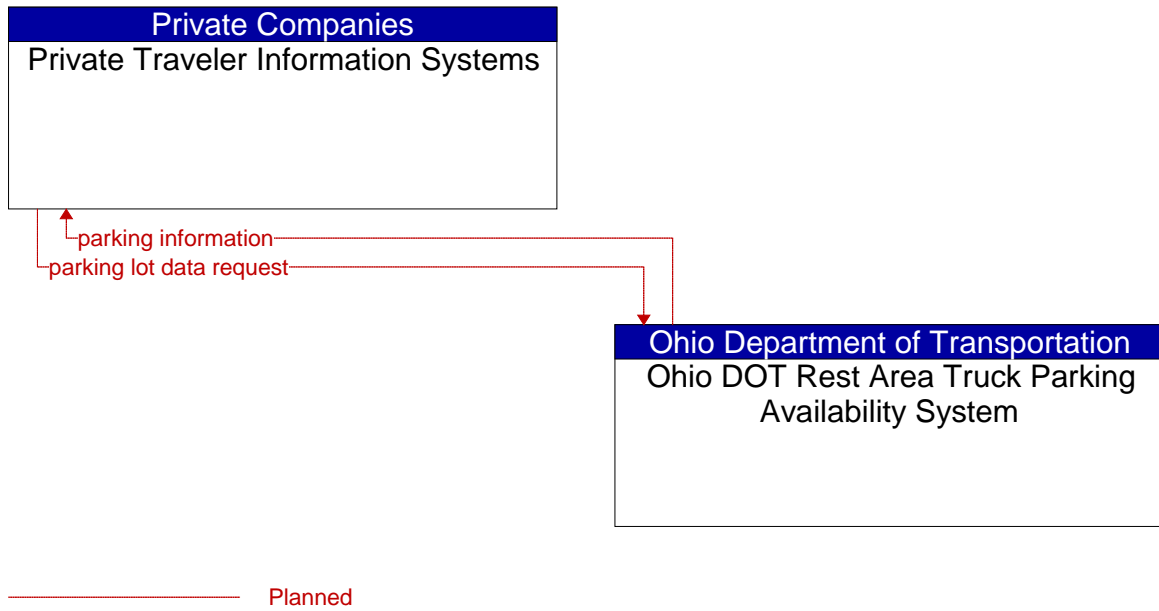 Private Companies
Private Traveler Information Systems
parking information
parking lot data request
Ohio Department of Transportation
Ohio DOT Rest Area Truck Parking
Availability System
Planned